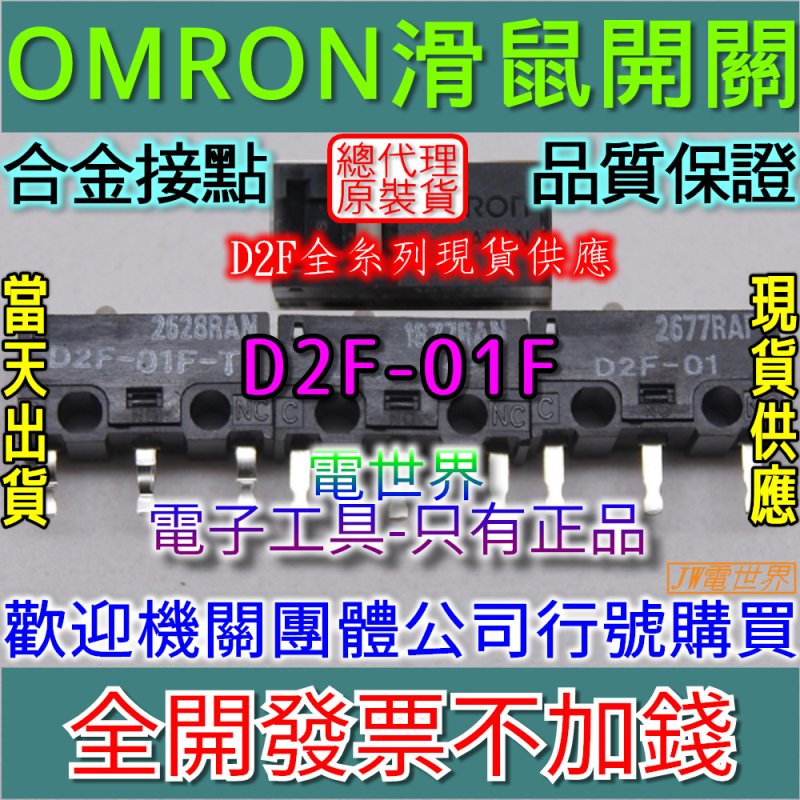 OMRON滑鼠開關
合金接點
總代理
原裝貨
品質保證
D2F全系列現貨供應
當天出貨
現貨供應
2628RAN
D2F-01F-T
1877RAN
2677RAN
D2F-01
D2F-01F
NC
C
NC
C
電世界
電子工具-只有正品
JW電世界
歡迎機關團體公司行號購買
全開發票不加錢